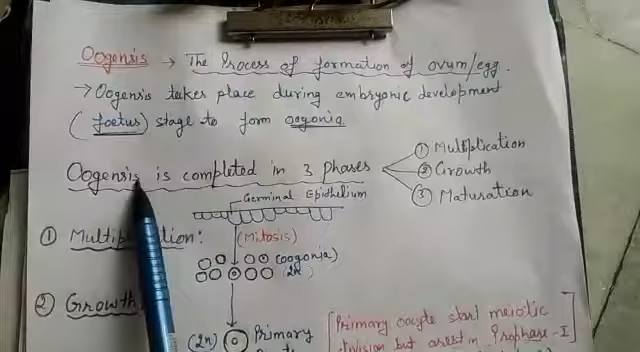 Oogensis → The Process of formation of ovum/egg.
→ Oogensis takes place during embryonic development
(foetus) stage to form oogonia
Oogensis is completed in 3 phases
① Multiplication
② Growth
③ Maturation
Germinal Epithelium
① Multiplication:
(Mitosis)
(oogonia)
(2n)
② Growth
(2n)
Primary
[Primary oocyte start meiotic
division but arrest in Prophase-I]